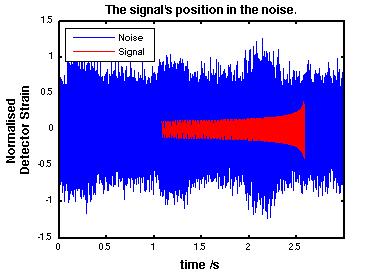 The signal's position in the noise.
1.5
Noise
Signal
1
0.5
0
-0.5
-1
-1.5
Normalised
Detector Strain
0 0.5 1 1.5 2 2.5
time /s